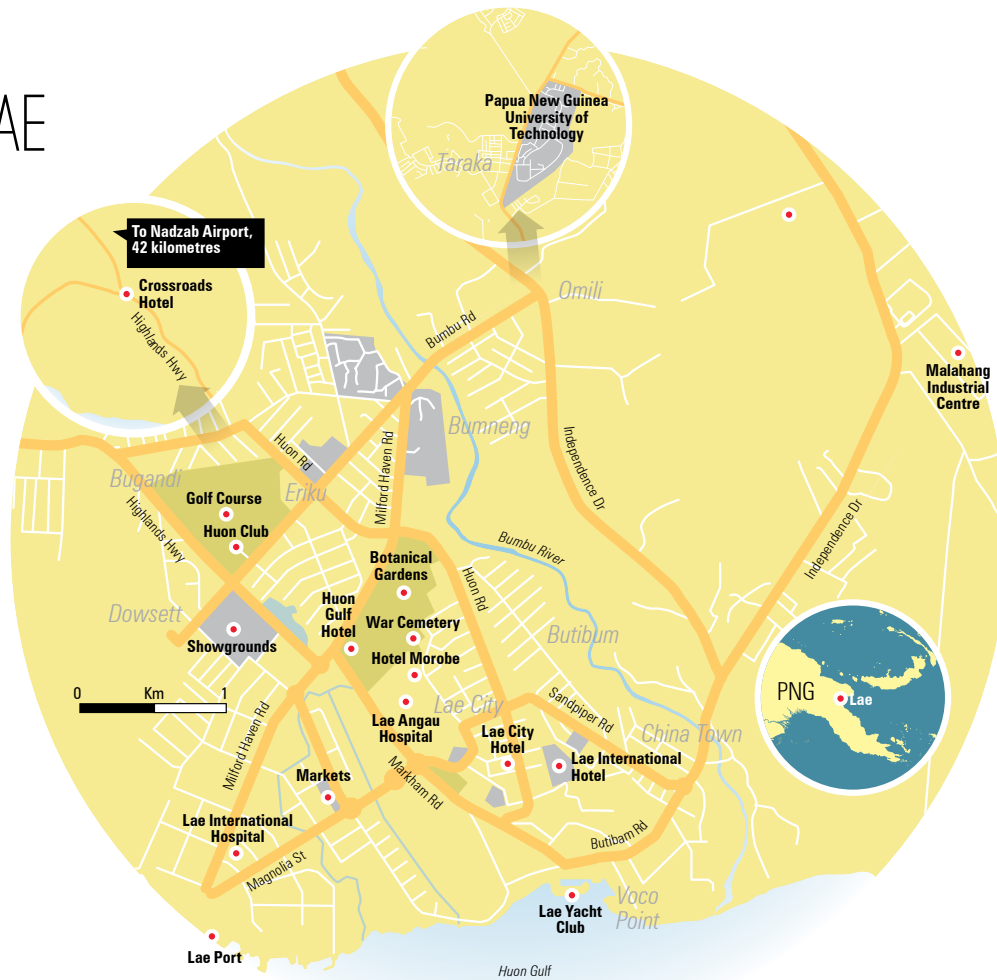 AE
Papua New Guinea
University of
Technology
Taraka
To Nadzab Airport,
42 kilometres
Crossroads
Hotel
Highlands Hwy
Omili
Bumbu Rd
Malahang
Industrial
Centre
Bumneng
Huon Rd
Milford Haven Rd
Independence Dr
Bugandi
Eriku
Golf Course
Huon Club
Highlands Hwy
Bumbu River
Independence Dr
Botanical
Gardens
Huon Rd
Dowsett
Huon
Gulf
Hotel
War Cemetery
Butibum
Showgrounds
Hotel Morobe
0 Km 1
Lae City
Sandpiper Rd
PNG
Lae
Lae Angau
Hospital
Lae City
Hotel
China Town
Milford Haven Rd
Markets
Markham Rd
Lae International
Hotel
Lae International
Hospital
Butibam Rd
Magnolia St
Voco
Point
Lae Yacht
Club
Lae Port
Huon Gulf